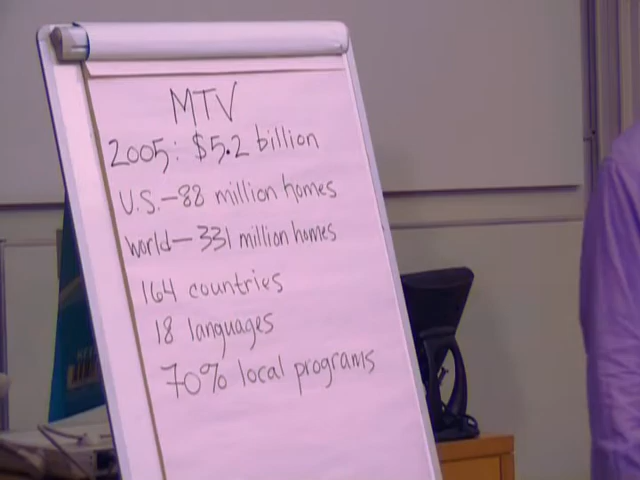 MTV
2005: $5.2 billion
U.S.-88 million homes
world-331 million homes
164 countries
18 languages
70% local programs